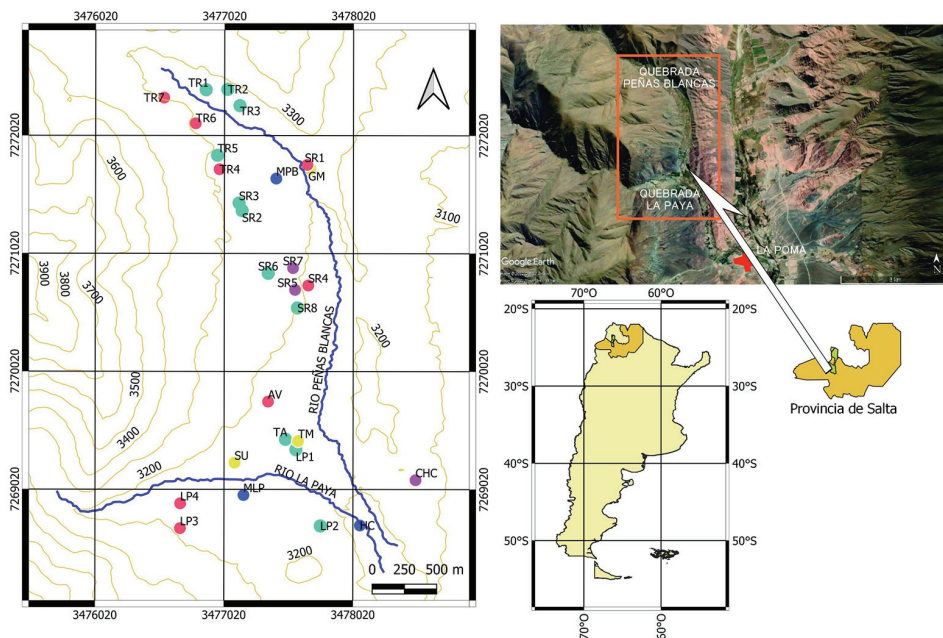 3476020 3477020 3478020
TR1
TR2
TR7
TR3
3300
TR6
7272020
TR5
SR1
3600
TR4
MPB
GM
SR3
3100
SR2
7271020
SR7
SR6
3900
3800
SR4
3700
SR5
SR8
3200
RIO PEÑAS BLANCAS
7270020
3500
AV
3400
TA
TM
LP1
3200
SU
CHC
RIO LA PAYA
7269020
LP4
MLP
LP3
LP2
HC
3200
0 250 500 m
3476020 3477020 3478020
7272020
7271020
7270020
7269020
QUEBRADA
PEÑAS BLANCAS
QUEBRADA
LA PAYA
LA POMA
Google Earth
N
70°O 60°O
20°S
30°S
40°S
50°S
70°O 60°O
Provincia de Salta